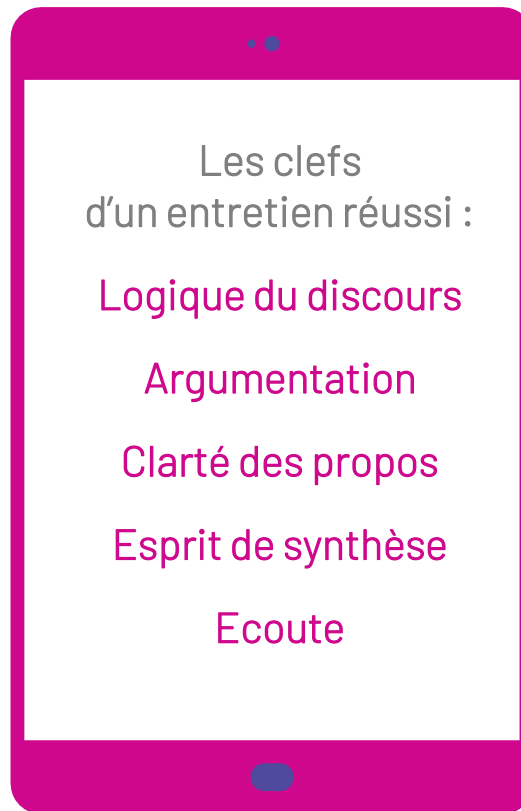 Les clefs
d’un entretien réussi :
Logique du discours
Argumentation
Clarté des propos
Esprit de synthèse
Ecoute